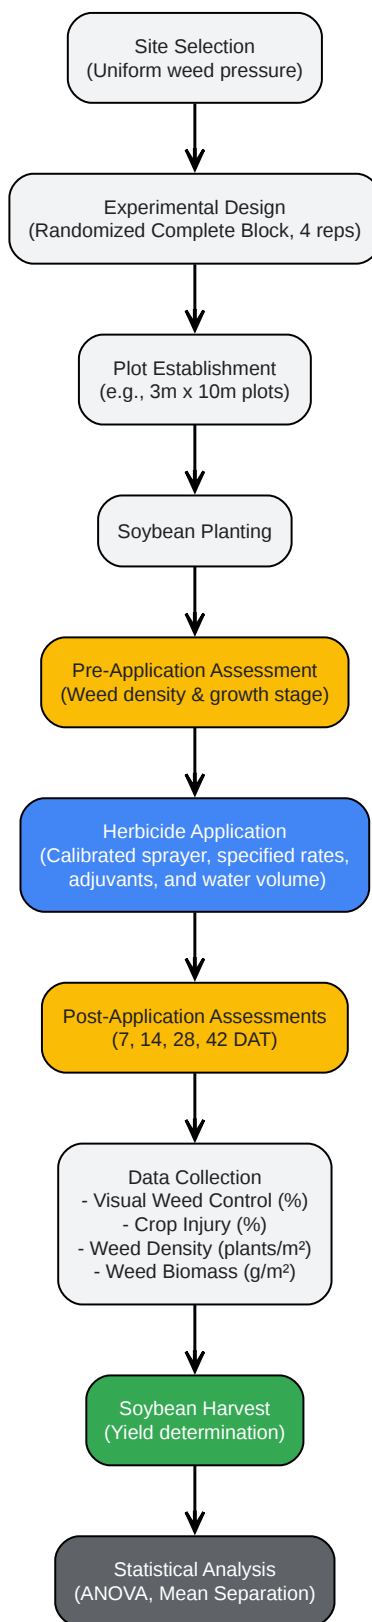 Site Selection
(Uniform weed pressure)
Experimental Design
(Randomized Complete Block, 4 reps)
Plot Establishment
(e.g., 3m x 10m plots)
Soybean Planting
Pre-Application Assessment
(Weed density & growth stage)
Herbicide Application
(Calibrated sprayer, specified rates,
adjuvants, and water volume)
Post-Application Assessments
(7, 14, 28, 42 DAT)
Data Collection
- Visual Weed Control (%)
- Crop Injury (%)
- Weed Density (plants/m²)
- Weed Biomass (g/m²)
Soybean Harvest
(Yield determination)
Statistical Analysis
(ANOVA, Mean Separation)